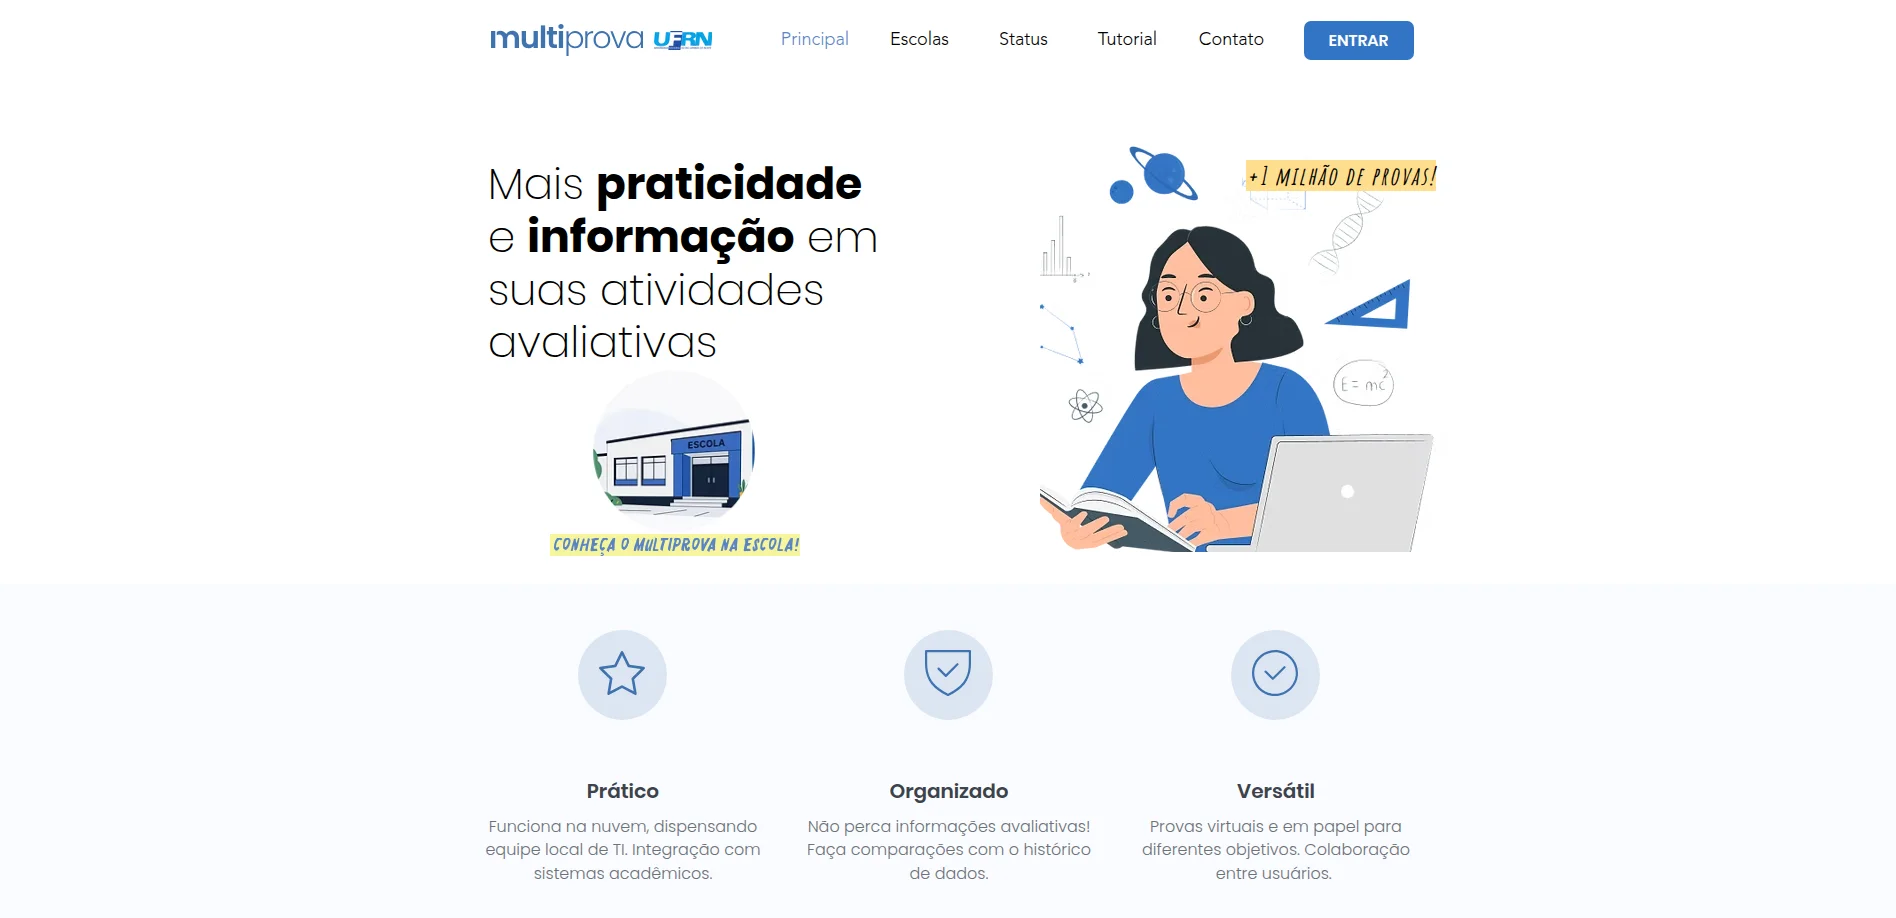 multiprova UFRN
Principal
Escolas
Status
Tutorial
Contato
ENTRAR
Mais praticidade
e informação em
suas atividades
avaliativas
+1 MILHÃO DE PROVAS!
E = mc²
ESCOLA
CONHEÇA O MULTIPROVA NA ESCOLA!
Prático
Funciona na nuvem, dispensando
equipe local de TI. Integração com
sistemas acadêmicos.
Organizado
Não perca informações avaliativas!
Faça comparações com o histórico
de dados.
Versátil
Provas virtuais e em papel para
diferentes objetivos. Colaboração
entre usuários.